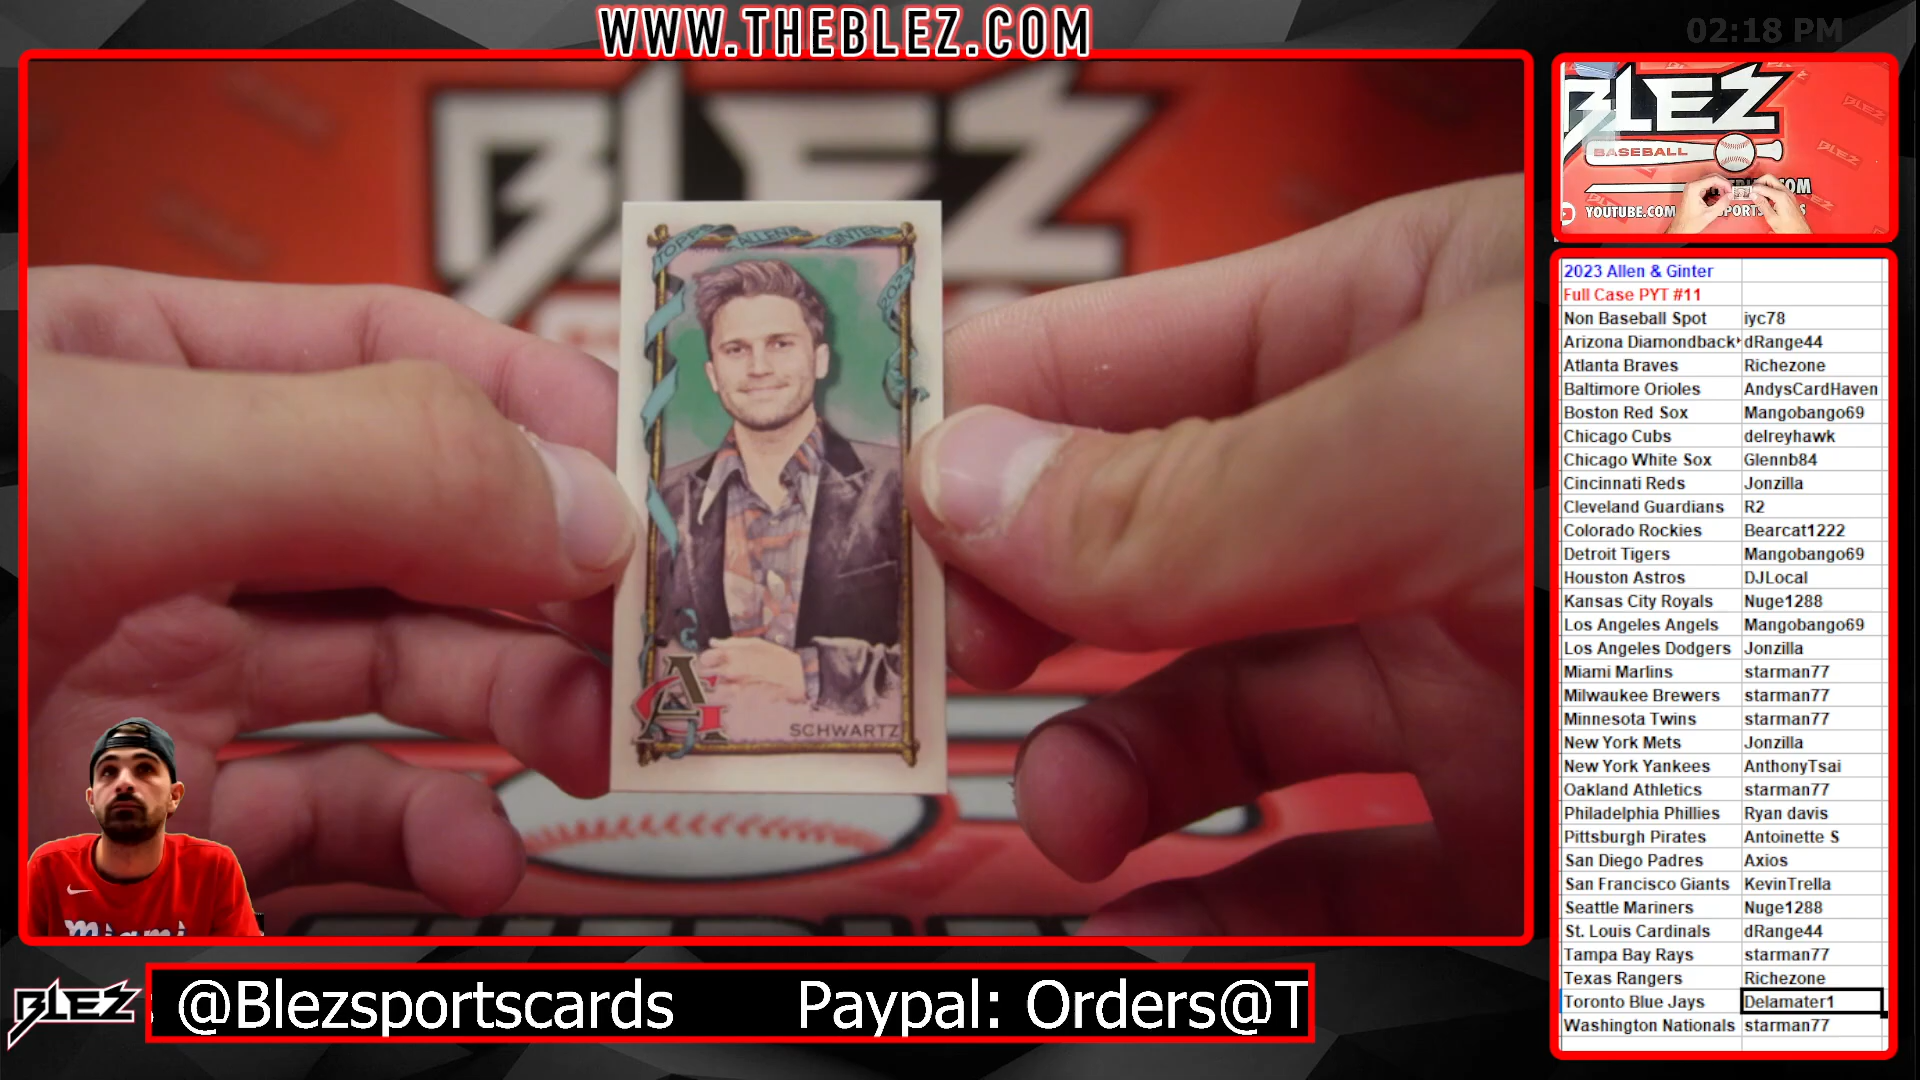 WWW.THEBLEZ.COM
02:18 PM
BLEZ
TOPPS ALLEN & GINTER 2023
AG
SCHWARTZ
Miami
BLEZ
BASEBALL
YOUTUBE.COM
2023 Allen & Ginter
Full Case PYT #11
Non Baseball Spot iyc78
Arizona Diamondback dRange44
Atlanta Braves Richezone
Baltimore Orioles AndysCardHaven
Boston Red Sox Mangobango69
Chicago Cubs delreyhawk
Chicago White Sox Glennb84
Cincinnati Reds Jonzilla
Cleveland Guardians R2
Colorado Rockies Bearcat1222
Detroit Tigers Mangobango69
Houston Astros DJLocal
Kansas City Royals Nuge1288
Los Angeles Angels Mangobango69
Los Angeles Dodgers Jonzilla
Miami Marlins starman77
Milwaukee Brewers starman77
Minnesota Twins starman77
New York Mets Jonzilla
New York Yankees AnthonyTsai
Oakland Athletics starman77
Philadelphia Phillies Ryan davis
Pittsburgh Pirates Antoinette S
San Diego Padres Axios
San Francisco Giants KevinTrella
Seattle Mariners Nuge1288
St. Louis Cardinals dRange44
Tampa Bay Rays starman77
Texas Rangers Richezone
Toronto Blue Jays Delamater1
Washington Nationals starman77
BLEZ
@Blezsportscards Paypal: Orders@T